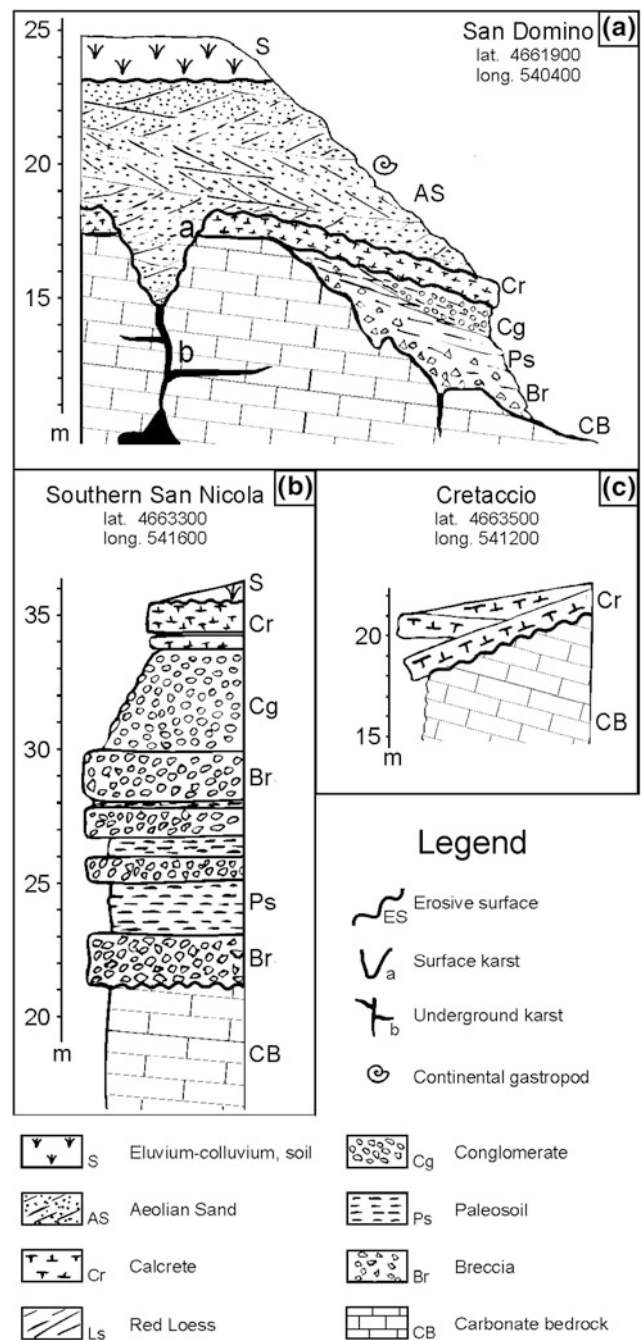 San Domino (a)
lat. 4661900
long. 540400
25
20
15
m
S
AS
a
b
Cr
Cg
Ps
Br
CB
Southern San Nicola (b)
lat. 4663300
long. 541600
35
30
25
20
m
S
Cr
Cg
Br
Ps
Br
CB
Cretaccio (c)
lat. 4663500
long. 541200
20
15
m
Cr
CB
Legend
ES Erosive surface
a Surface karst
b Underground karst
Continental gastropod
S Eluvium-colluvium, soil
AS Aeolian Sand
Cr Calcrete
Ls Red Loess
Cg Conglomerate
Ps Paleosoil
Br Breccia
CB Carbonate bedrock